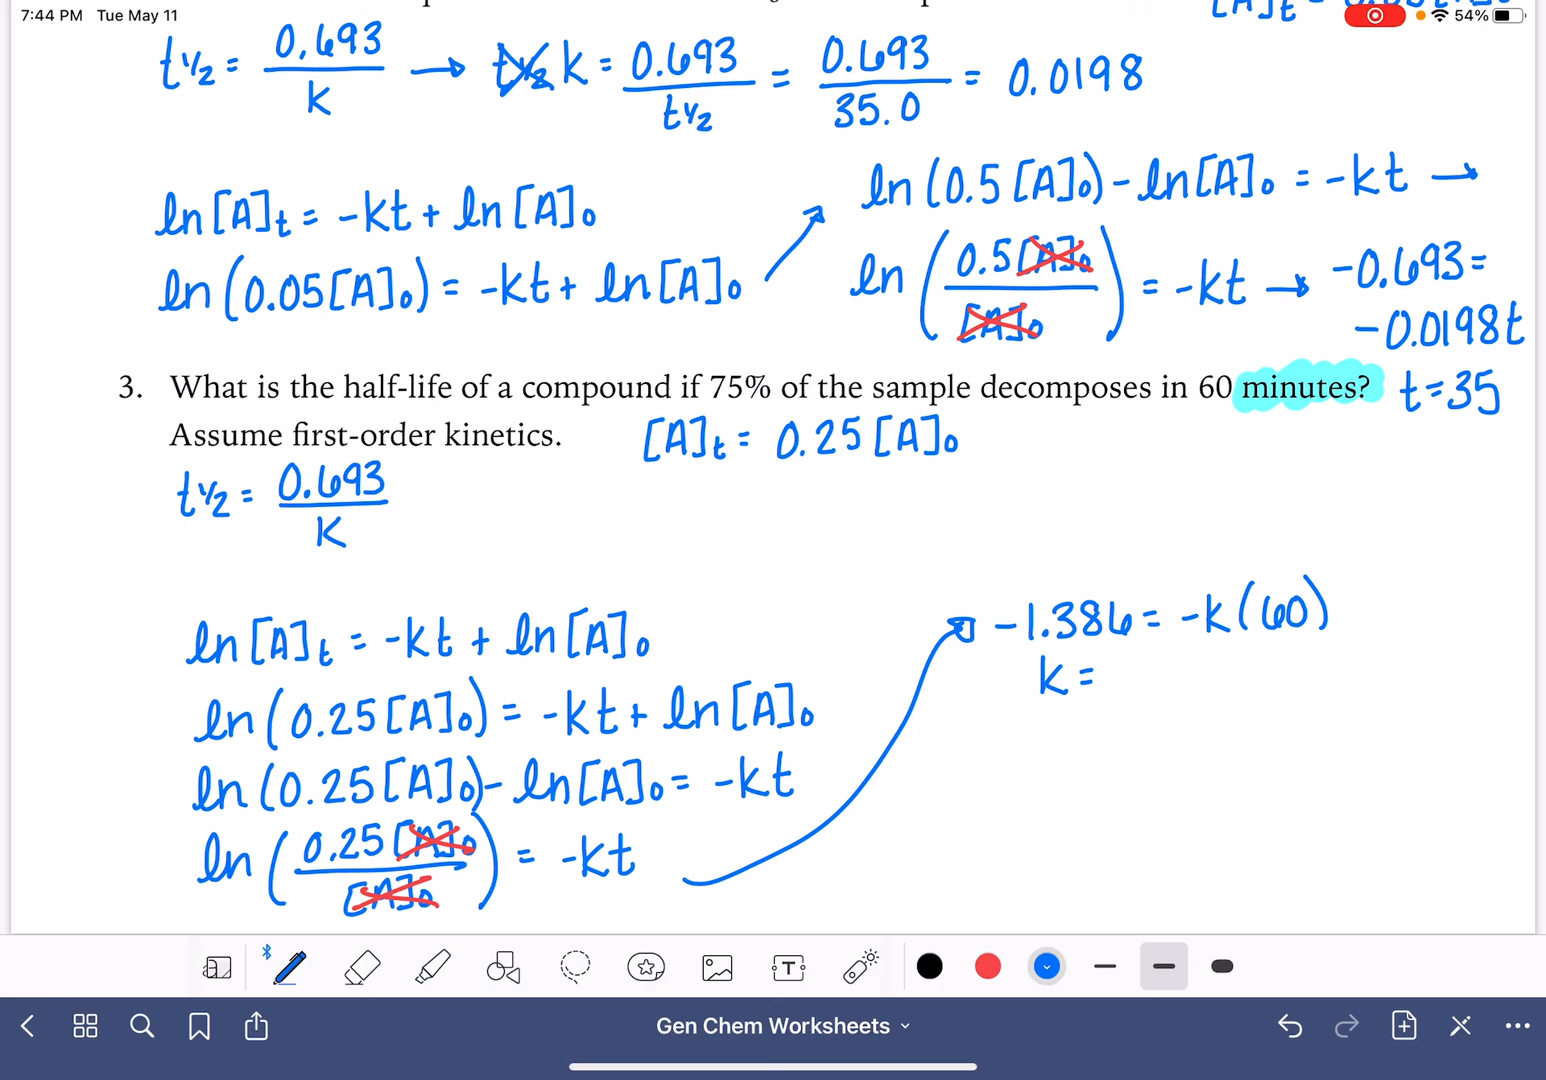 7:44 PM Tue May 11
54%
t½ = 0.693 / k → k = 0.693 / t½ = 0.693 / 35.0 = 0.0198
ln[A]t = -kt + ln[A]₀
ln(0.05[A]₀) = -kt + ln[A]₀
ln(0.5[A]₀) - ln[A]₀ = -kt →
ln(0.5[A]₀ / [A]₀) = -kt → -0.693 =
-0.0198t
t = 35
3. What is the half-life of a compound if 75% of the sample decomposes in 60 minutes?
Assume first-order kinetics.
[A]t = 0.25[A]₀
t½ = 0.693 / k
ln[A]t = -kt + ln[A]₀
ln(0.25[A]₀) = -kt + ln[A]₀
ln(0.25[A]₀) - ln[A]₀ = -kt
ln(0.25[A]₀ / [A]₀) = -kt
-1.386 = -k(60)
k =
Gen Chem Worksheets